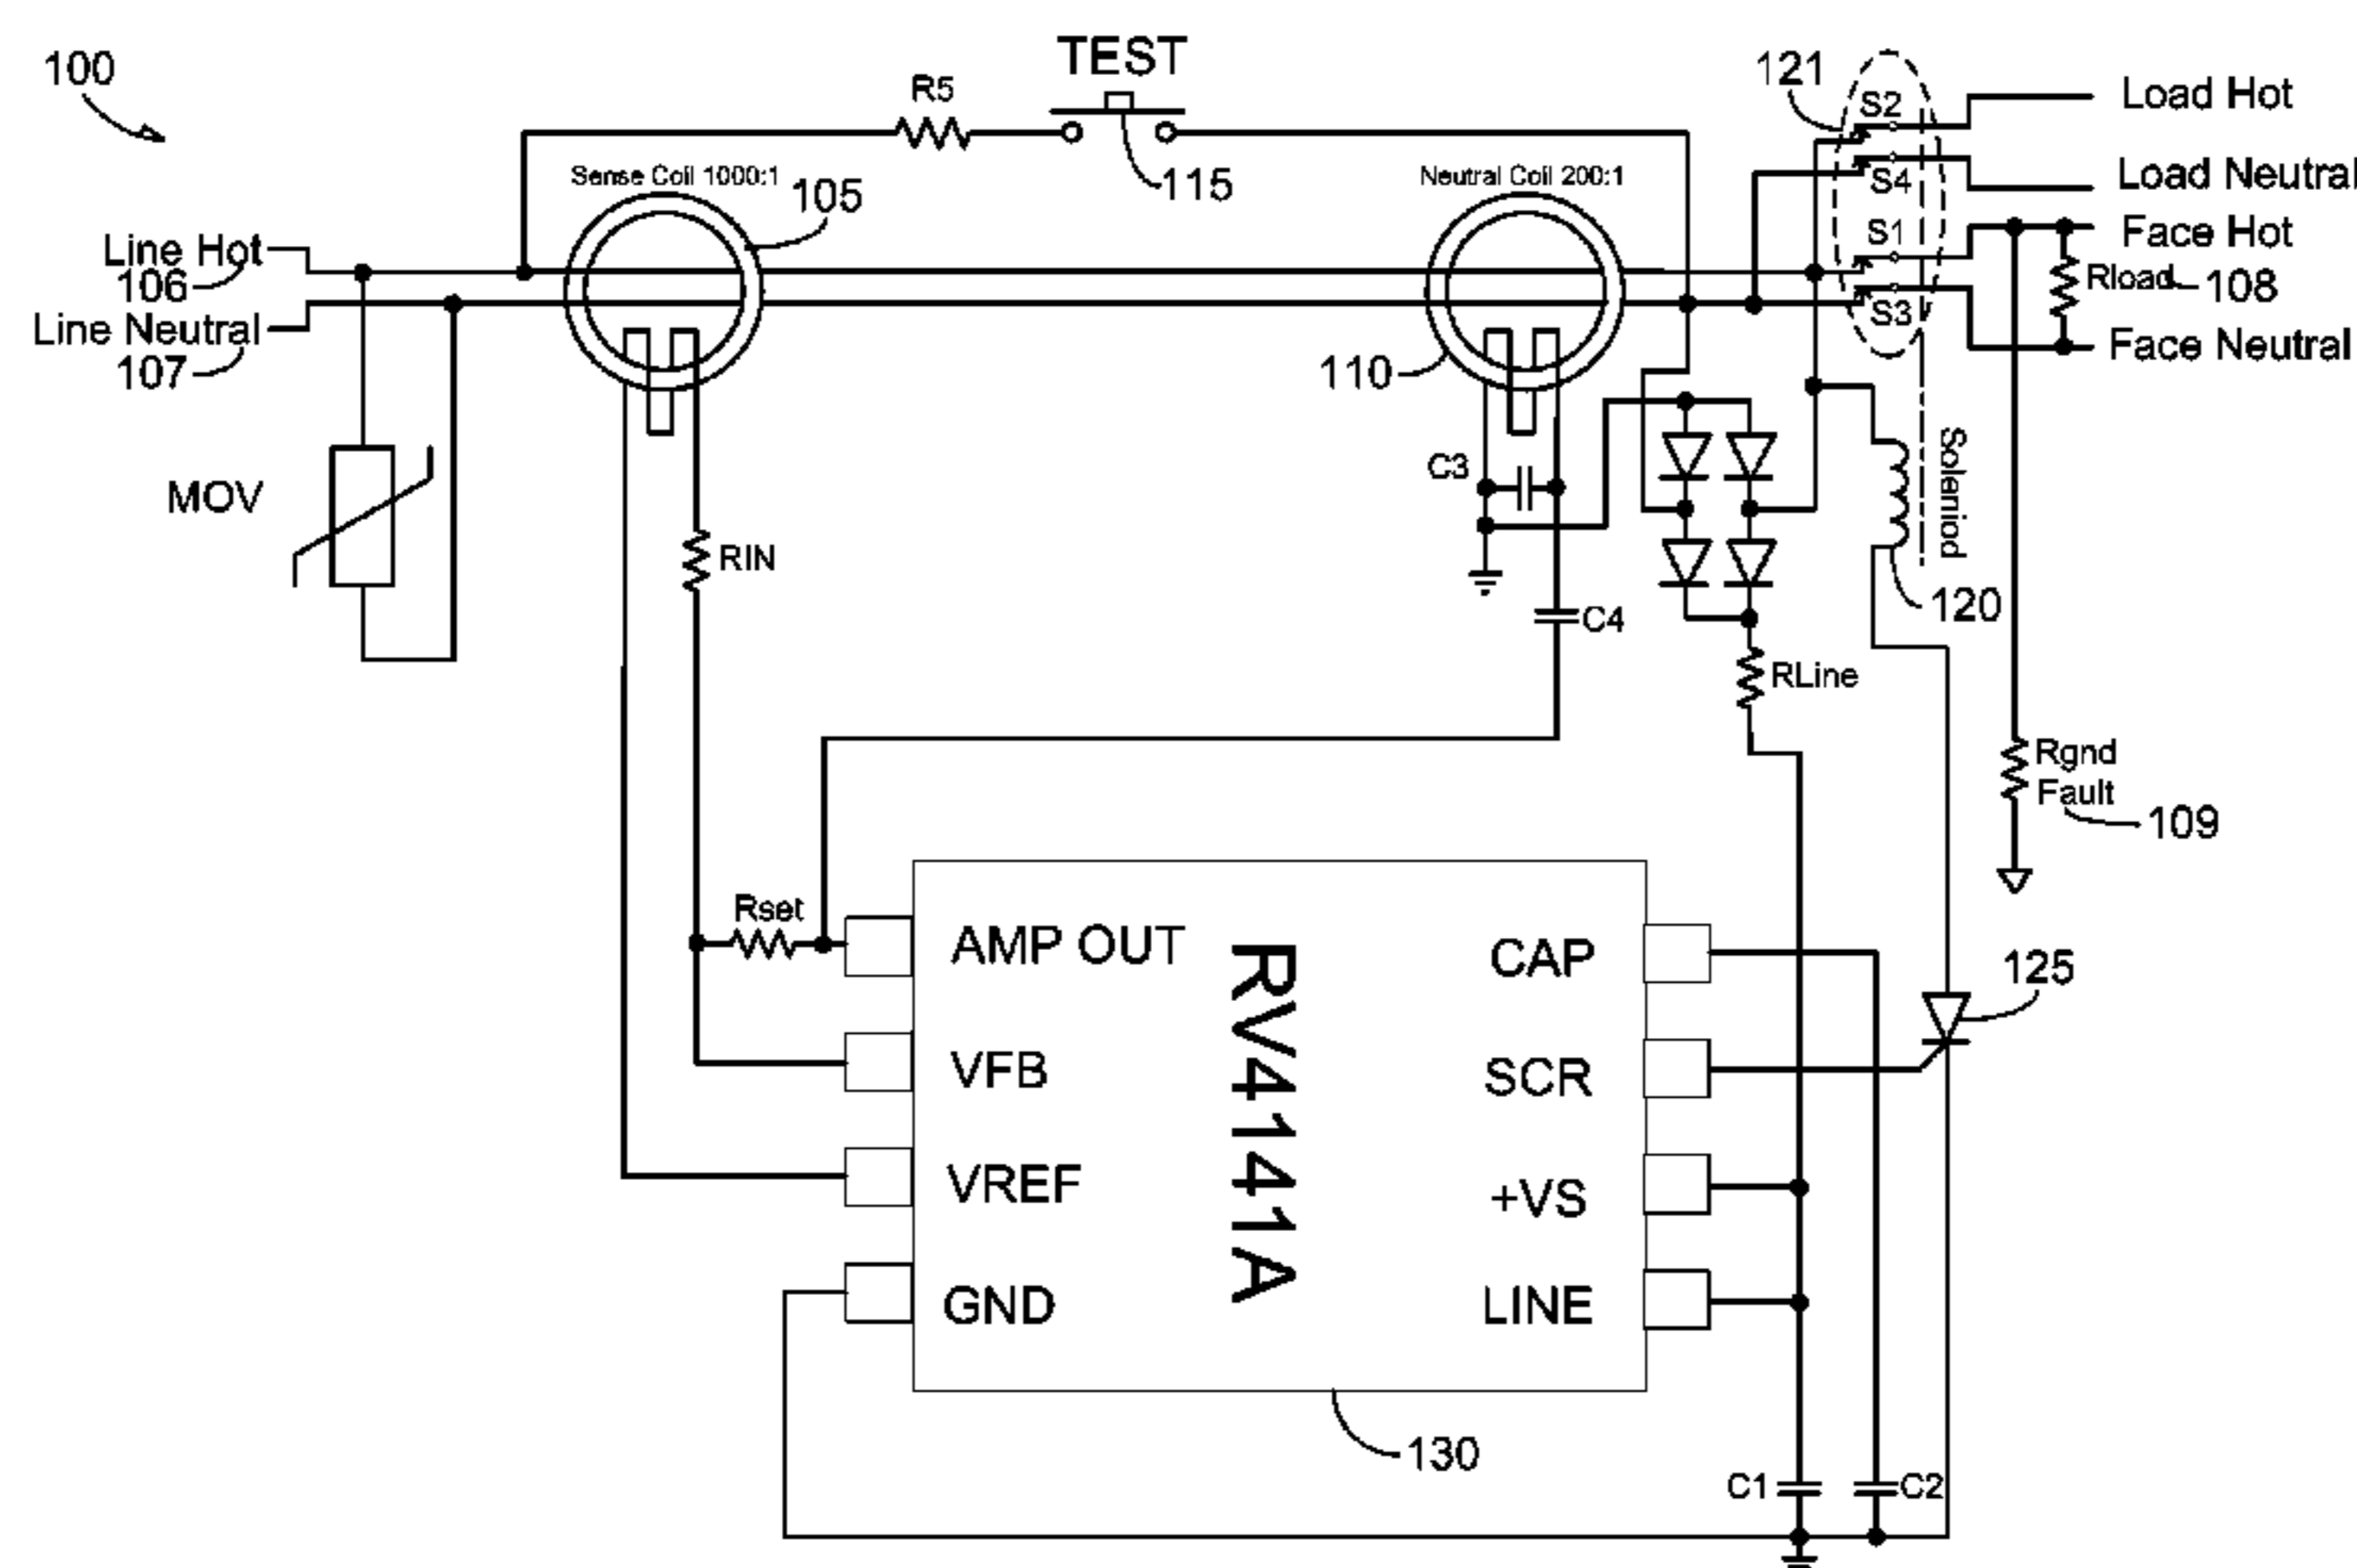 100
TEST
R5
115
Sense Coil 1000:1
105
Neutral Coil 200:1
110
121
S2
S4
S1
S3
Load Hot
Load Neutral
Face Hot
Rload
108
Face Neutral
Line Hot
106
Line Neutral
107
MOV
RIN
C3
C4
Soleniod
120
RLine
Rgnd
Fault
109
Rset
AMP OUT
VFB
VREF
GND
RV4141A
CAP
SCR
+VS
LINE
125
130
C1
C2